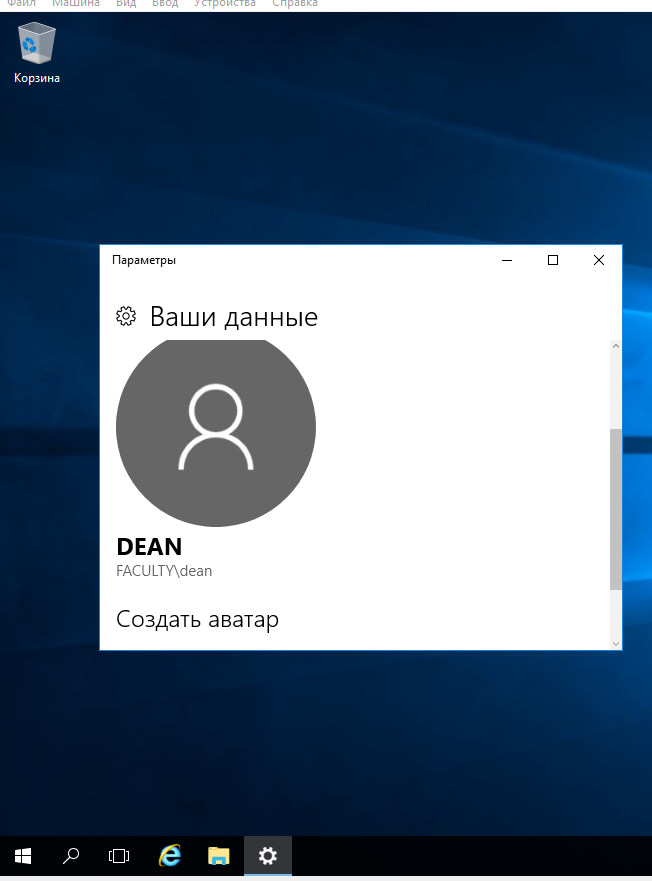 Файл Машина Вид Ввод Устройства Справка
Корзина
Параметры
Ваши данные
DEAN
FACULTY\dean
Создать аватар